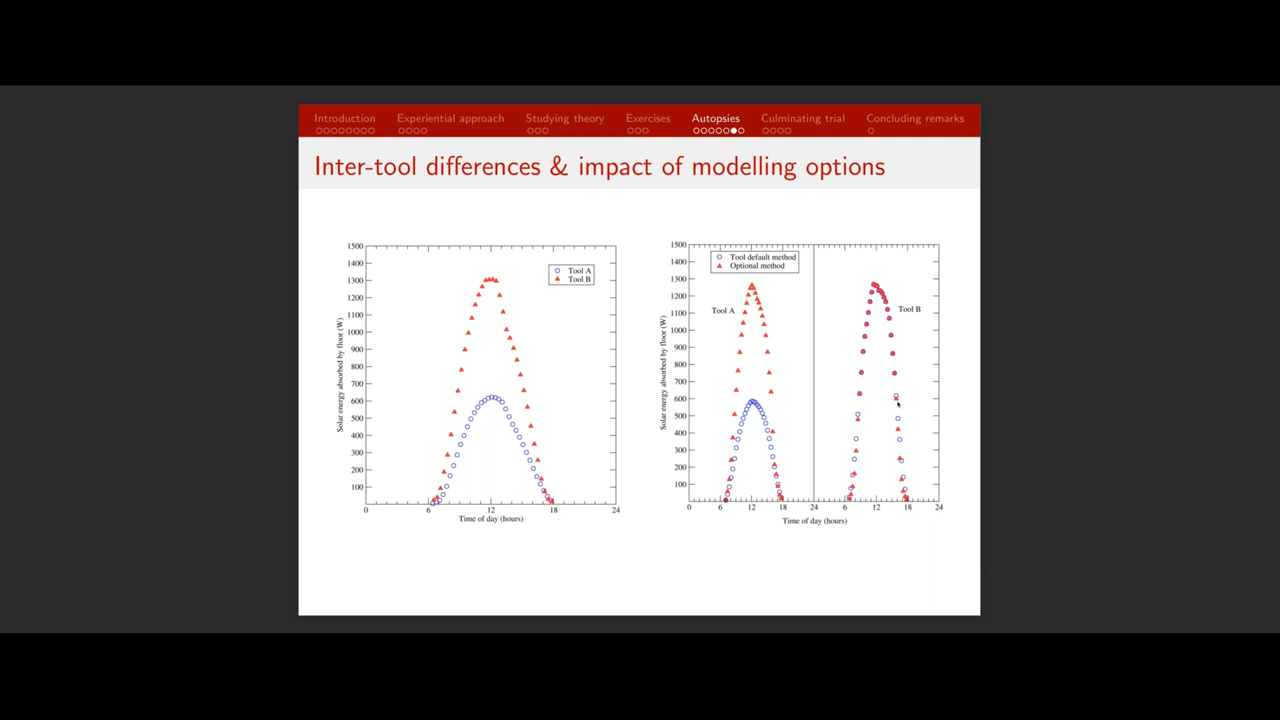 Introduction Experiential approach Studying theory Exercises Autopsies Culminating trial Concluding remarks
Inter-tool differences & impact of modelling options
1500
1400
1300
1200
1100
1000
900
800
700
600
500
400
300
200
100
0 6 12 18 24
Solar energy absorbed by floor (W)
Time of day (hours)
Tool A
Tool B
1500
1400
1300
1200
1100
1000
900
800
700
600
500
400
300
200
100
0 6 12 18 24 6 12 18 24
Solar energy absorbed by floor (W)
Time of day (hours)
Tool default method
Optional method
Tool A
Tool B